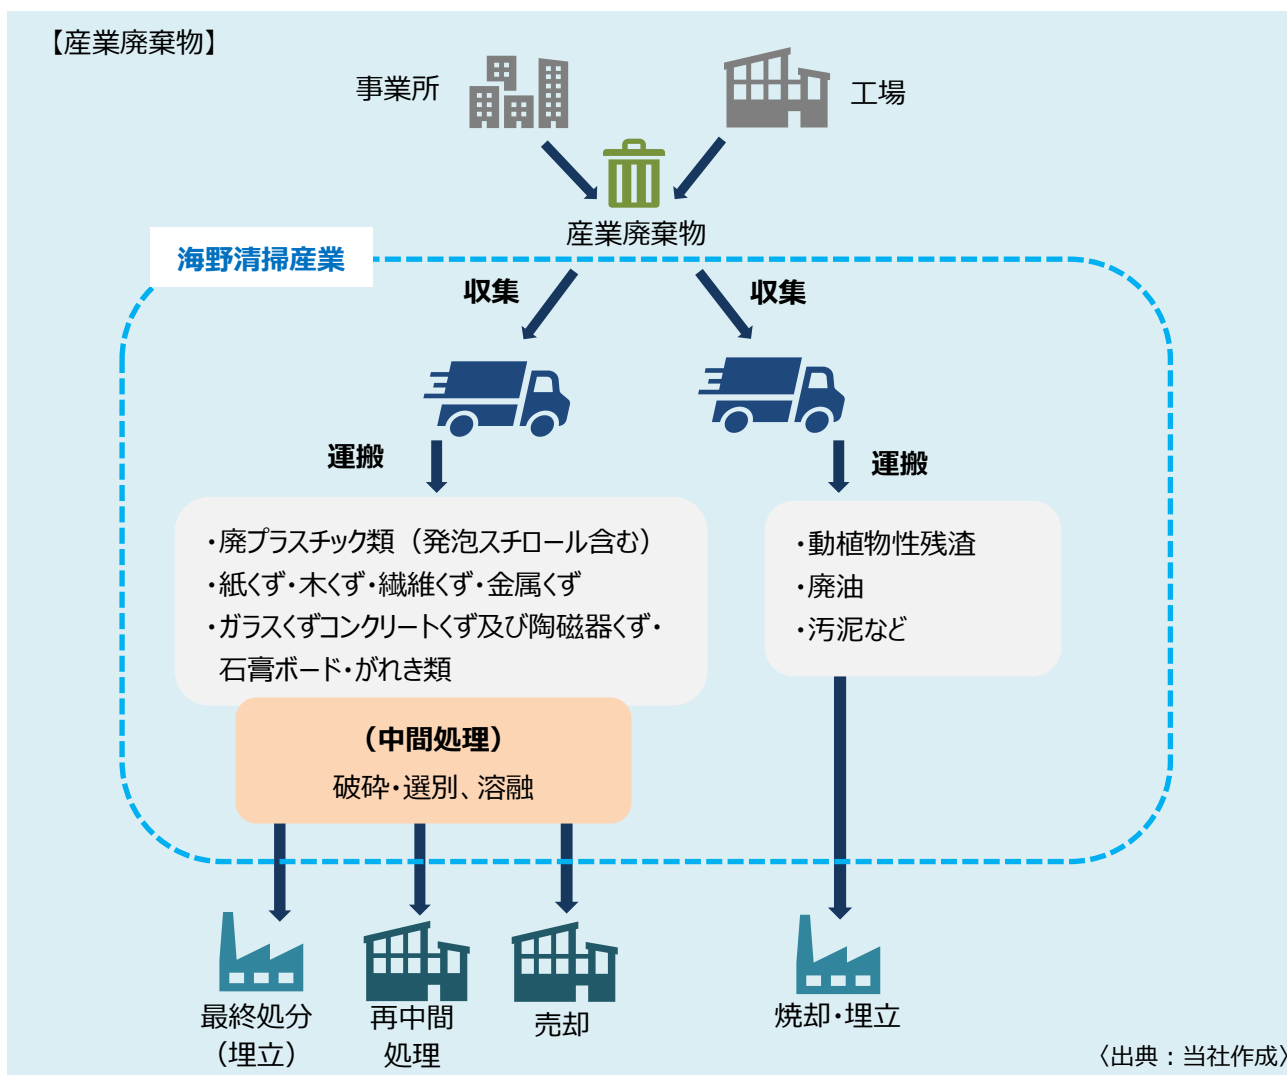 【産業廃棄物】
事業所
工場
産業廃棄物
海野清掃産業
収集
収集
運搬
運搬
・廃プラスチック類（発泡スチロール含む）
・紙くず・木くず・繊維くず・金属くず
・ガラスくずコンクリートくず及び陶磁器くず・
石膏ボード・がれき類
・動植物性残渣
・廃油
・汚泥など
（中間処理）
破砕・選別、溶融
最終処分
（埋立）
再中間
処理
売却
焼却・埋立
〈出典：当社作成〉